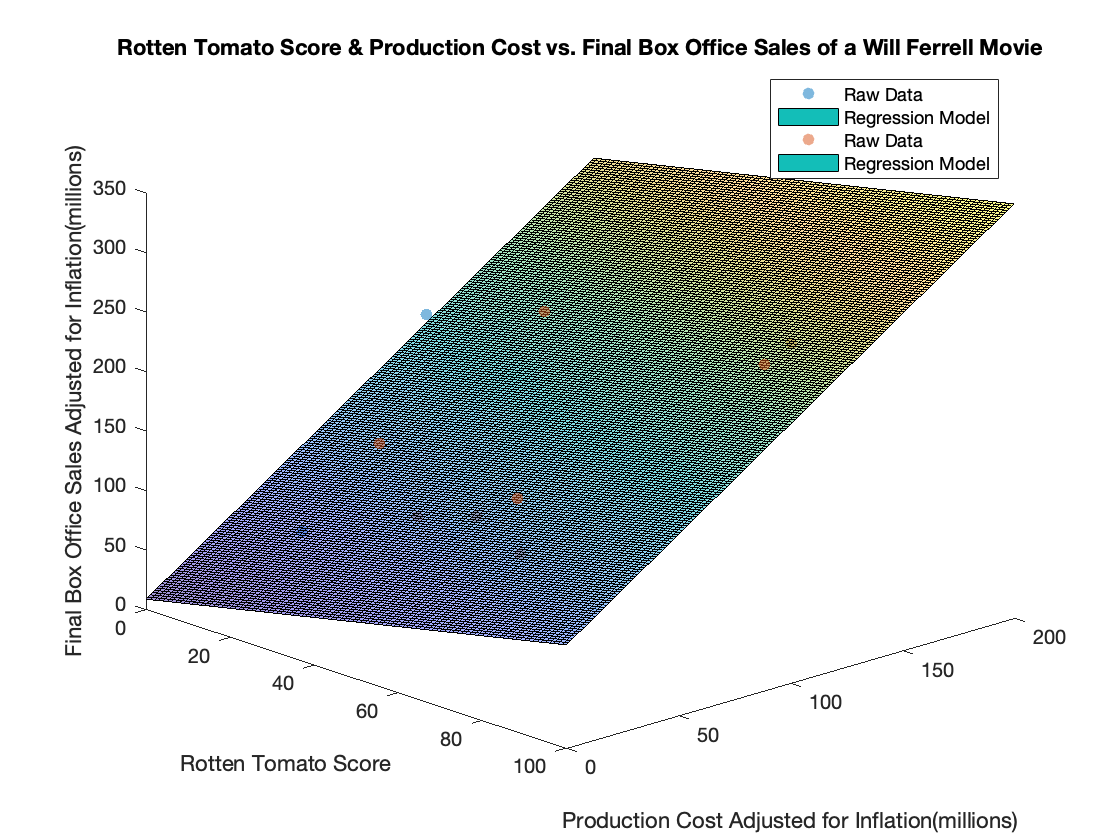 Rotten Tomato Score & Production Cost vs. Final Box Office Sales of a Will Ferrell Movie
Raw Data
Regression Model
Raw Data
Regression Model
Final Box Office Sales Adjusted for Inflation(millions)
350
300
250
200
150
100
50
0
0
20
40
60
80
100
Rotten Tomato Score
0
50
100
150
200
Production Cost Adjusted for Inflation(millions)